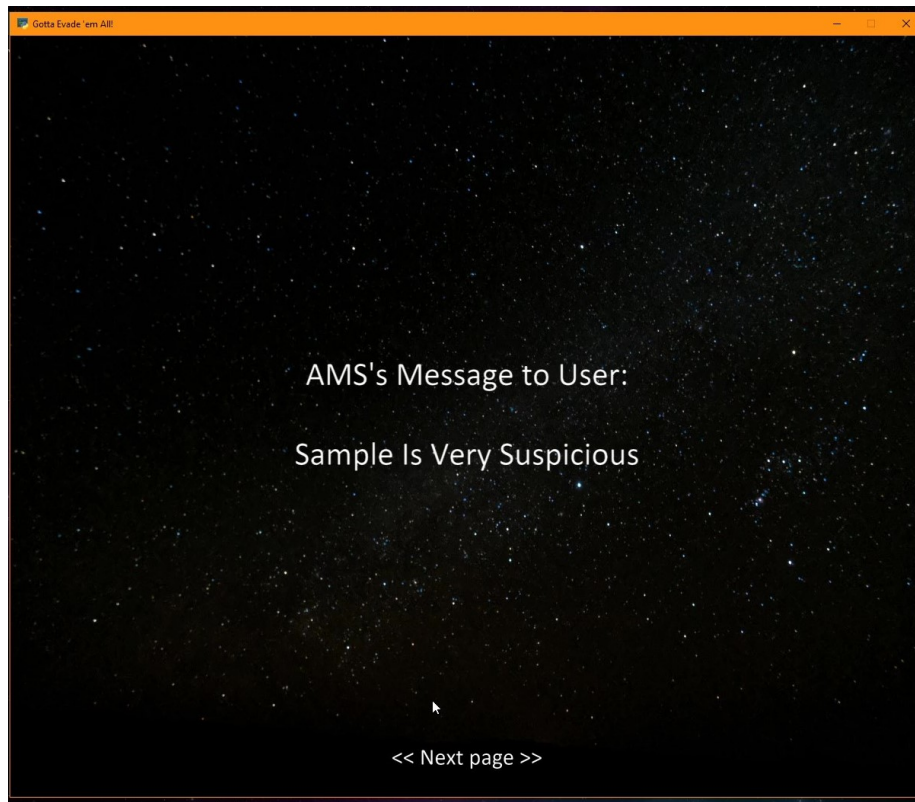 Gotta Evade 'em All!
AMS's Message to User:
Sample Is Very Suspicious
<< Next page >>